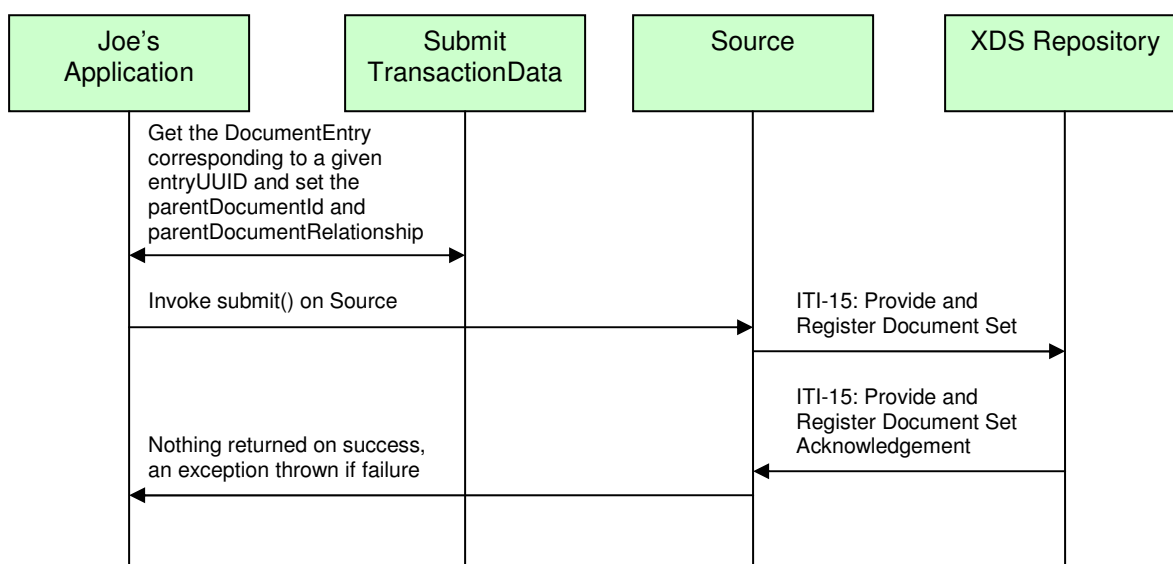 Joe's
Application
Submit
TransactionData
Source
XDS Repository
Get the DocumentEntry
corresponding to a given
entryUUID and set the
parentDocumentId and
parentDocumentRelationship
Invoke submit() on Source
ITI-15: Provide and
Register Document Set
ITI-15: Provide and
Register Document Set
Acknowledgement
Nothing returned on success,
an exception thrown if failure